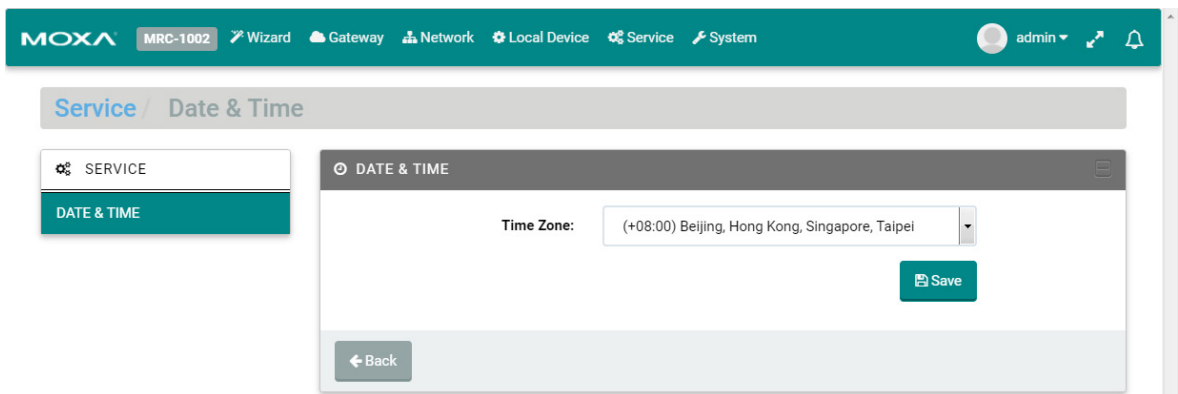 MOXA MRC-1002 Wizard Gateway Network Local Device Service System admin
Service / Date & Time
SERVICE
DATE & TIME
DATE & TIME
Time Zone: (+08:00) Beijing, Hong Kong, Singapore, Taipei
Save
Back